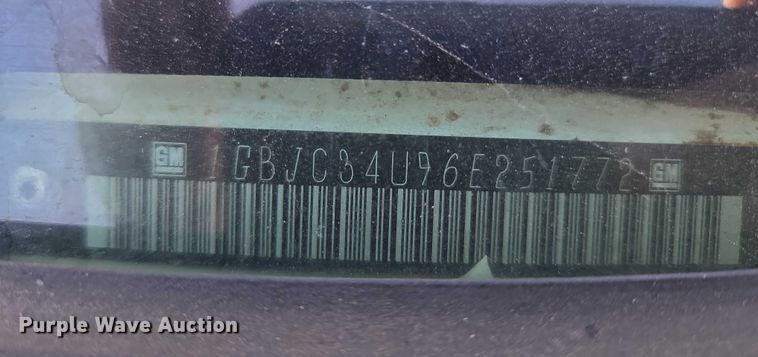 GM 1GBJC34U96E251772 GM
Purple Wave Auction